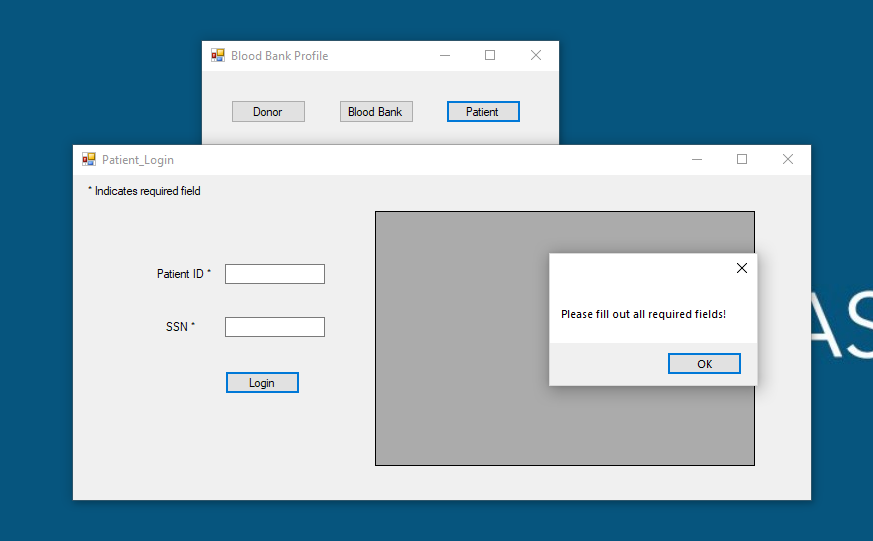 Blood Bank Profile
Donor
Blood Bank
Patient
Patient_Login
* Indicates required field
Patient ID *
SSN *
Login
Please fill out all required fields!
OK
AS